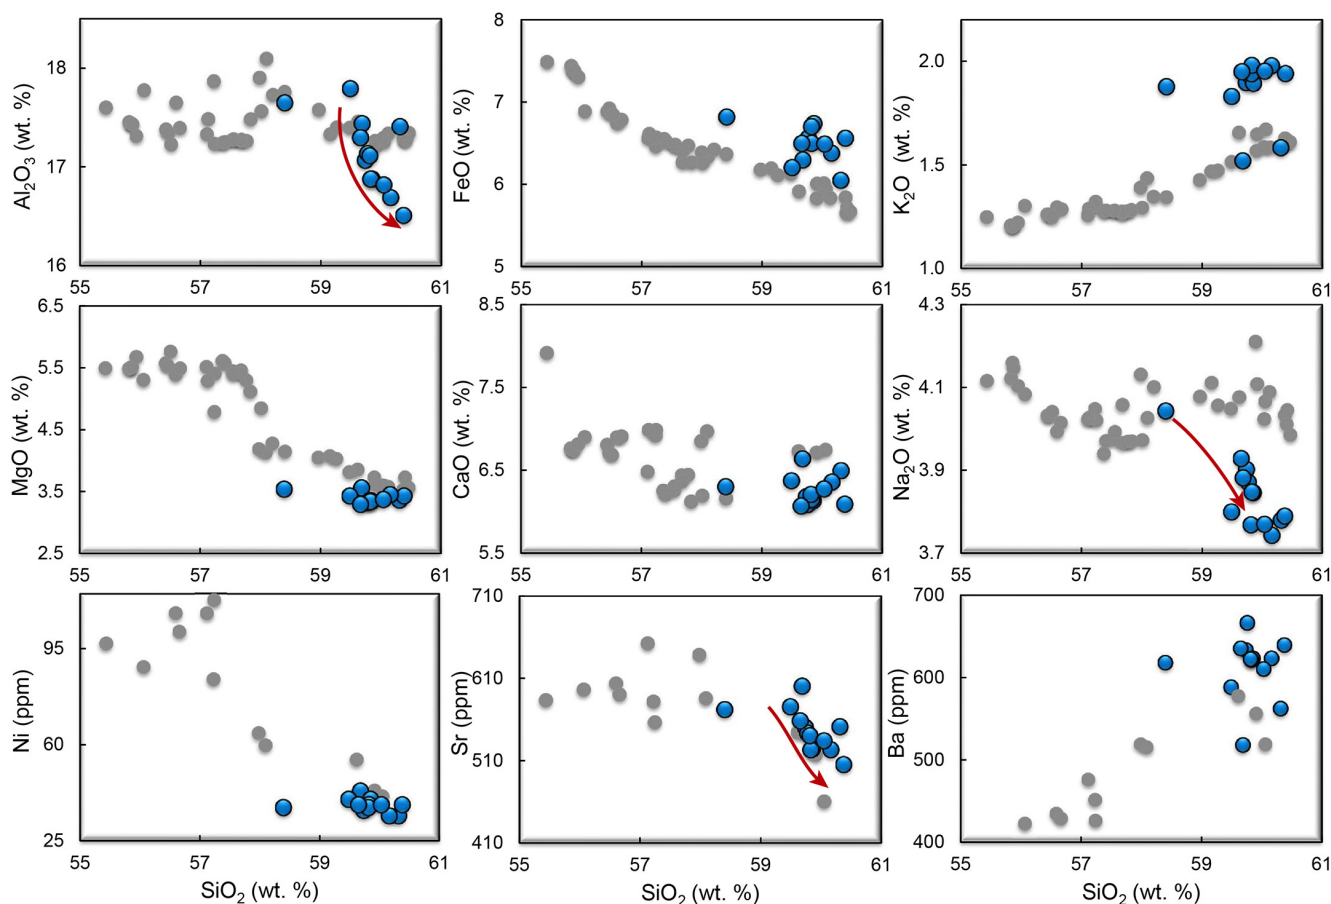 18
17
16
Al₂O₃ (wt. %)
55 57 59 61
8
7
6
5
FeO (wt. %)
55 57 59 61
2.0
1.5
1.0
K₂O (wt. %)
55 57 59 61
6.5
5.5
4.5
3.5
2.5
MgO (wt. %)
55 57 59 61
8.5
7.5
6.5
5.5
CaO (wt. %)
55 57 59 61
4.3
4.1
3.9
3.7
Na₂O (wt. %)
55 57 59 61
95
60
25
Ni (ppm)
55 57 59 61
SiO₂ (wt. %)
710
610
510
410
Sr (ppm)
55 57 59 61
SiO₂ (wt. %)
700
600
500
400
Ba (ppm)
55 57 59 61
SiO₂ (wt. %)